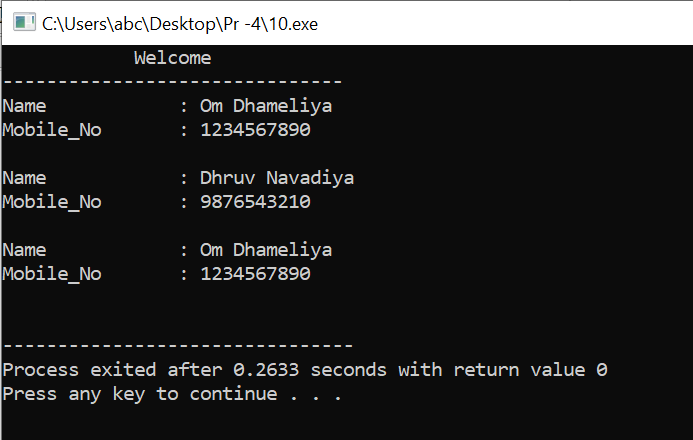 C:\Users\abc\Desktop\Pr -4\10.exe
Welcome
-------------------------------
Name            : Om Dhameliya
Mobile_No       : 1234567890
Name            : Dhruv Navadiya
Mobile_No       : 9876543210
Name            : Om Dhameliya
Mobile_No       : 1234567890
--------------------------------
Process exited after 0.2633 seconds with return value 0
Press any key to continue . . .